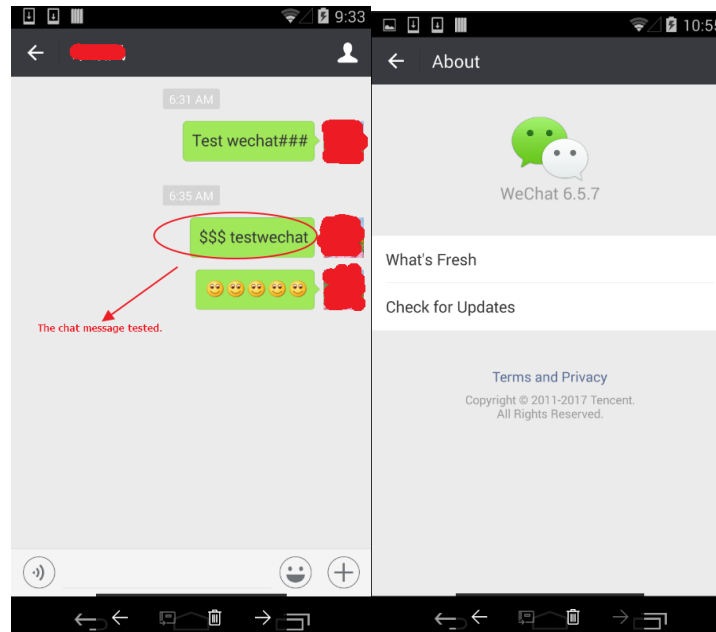 9:33
6:31 AM
Test wechat###
6:35 AM
$$$ testwechat
The chat message tested.
10:55
About
WeChat 6.5.7
What's Fresh
Check for Updates
Terms and Privacy
Copyright © 2011-2017 Tencent.
All Rights Reserved.